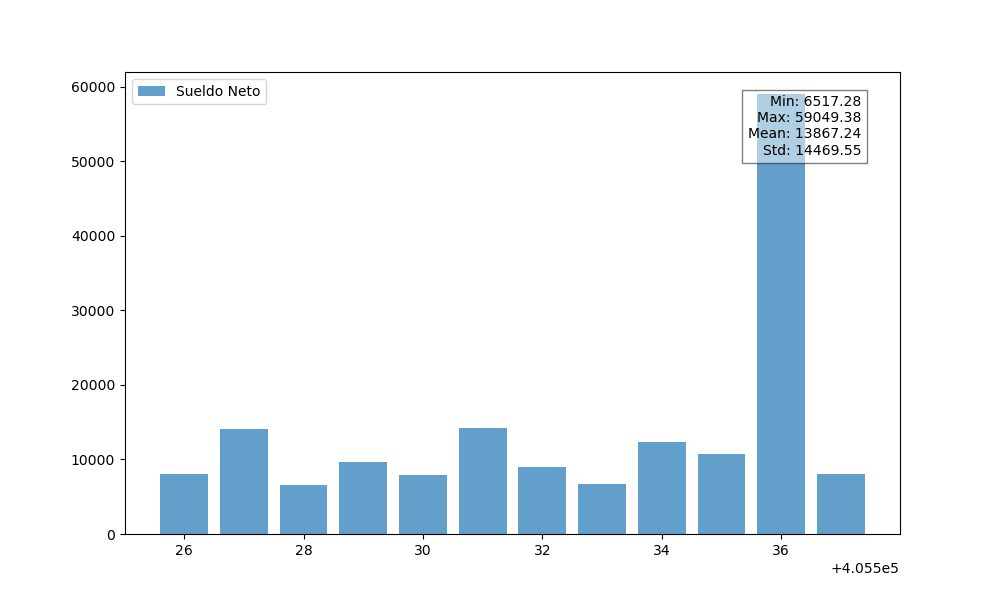 Sueldo Neto
Min: 6517.28
Max: 59049.38
Mean: 13867.24
Std: 14469.55
60000
50000
40000
30000
20000
10000
0
26 28 30 32 34 36
+4.055e5